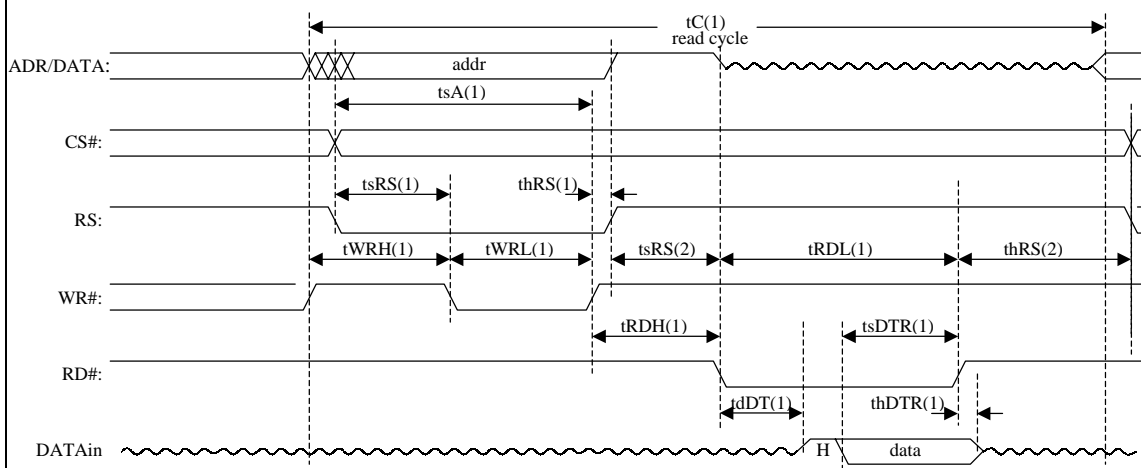 tC(1)
read cycle
ADR/DATA:
addr
tsA(1)
CS#:
tsRS(1)
thRS(1)
RS:
tWRH(1)
tWRL(1)
tsRS(2)
tRDL(1)
thRS(2)
WR#:
tRDH(1)
tsDTR(1)
RD#:
tdDT(1)
thDTR(1)
DATAin
H
data